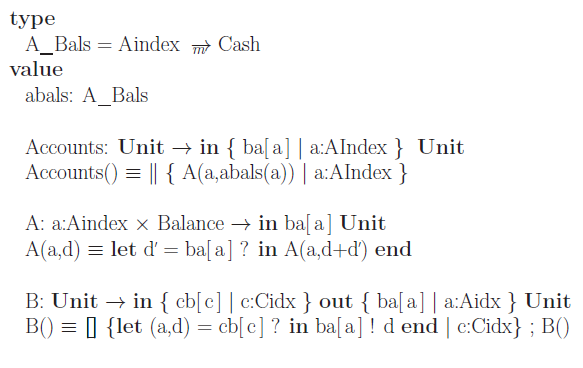 type
A_Bals = Aindex ⇸m Cash
value
abals: A_Bals
Accounts: Unit → in { ba[a] | a:AIndex } Unit
Accounts() ≡ ∥ { A(a,abals(a)) | a:AIndex }
A: a:Aindex × Balance → in ba[a] Unit
A(a,d) ≡ let d′ = ba[a] ? in A(a,d+d′) end
B: Unit → in { cb[c] | c:Cidx } out { ba[a] | a:Aidx } Unit
B() ≡ [] {let (a,d) = cb[c] ? in ba[a] ! d end | c:Cidx} ; B()